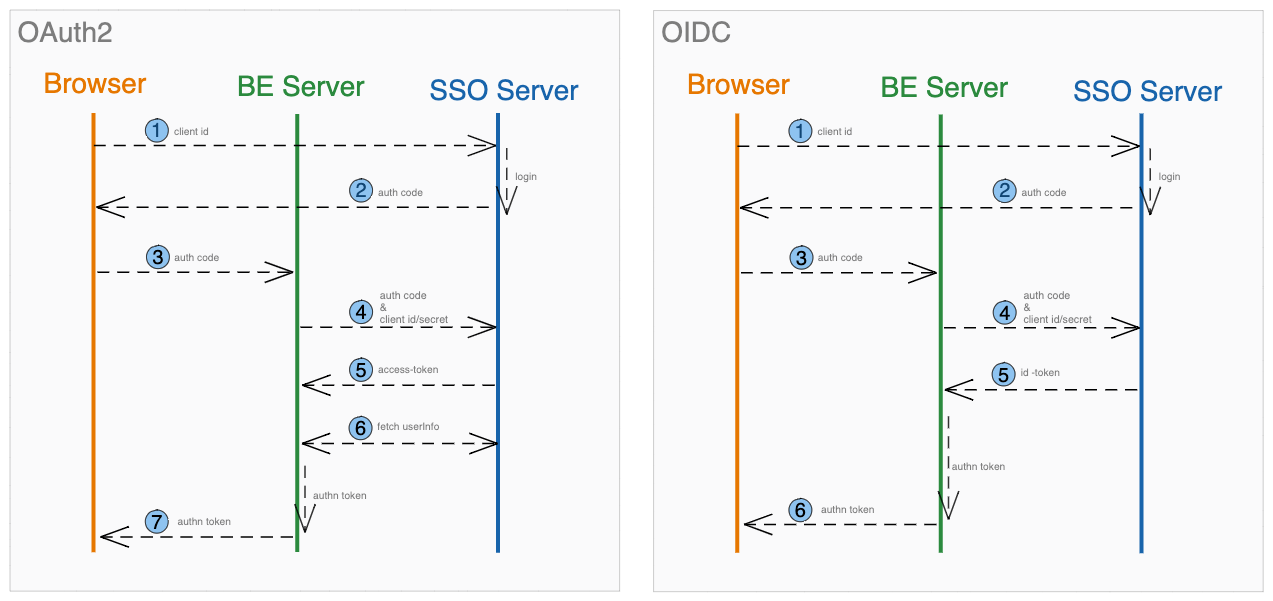 OAuth2
Browser
BE Server
SSO Server
1 client id
login
2 auth code
3 auth code
auth code
&
4 client id/secret
5 access-token
6 fetch userInfo
authn token
7 authn token
OIDC
Browser
BE Server
SSO Server
1 client id
login
2 auth code
3 auth code
auth code
&
4 client id/secret
5 id -token
authn token
6 authn token